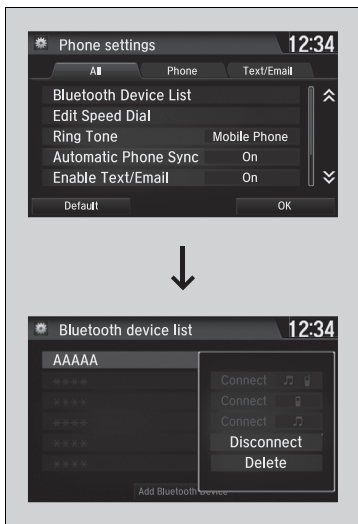 Phone settings 12:34
All Phone Text/Email
Bluetooth Device List
Edit Speed Dial
Ring Tone Mobile Phone
Automatic Phone Sync On
Enable Text/Email On
Default OK
Bluetooth device list 12:34
AAAAA
**** Connect
**** Connect
**** Connect
**** Disconnect
**** Delete
Add Bluetooth Device